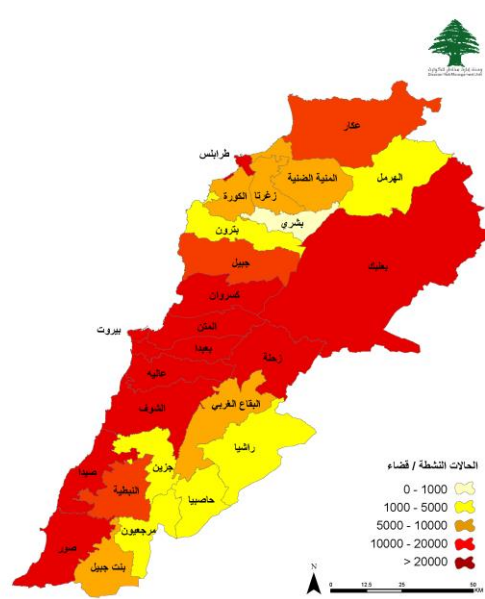 عكار
طرابلس
المنية الضنية
الهرمل
زغرتا
الكورة
بشري
بترون
جبيل
بعلبك
كسروان
المتن
بيروت
بعبدا
زحلة
عاليه
الشوف
البقاع الغربي
راشيا
جزين
صيدا
النبطية
حاصبيا
مرجعيون
صور
بنت جبيل
الحالات النشطة / قضاء
0 - 1000
1000 - 5000
5000 - 10000
10000 - 20000
> 20000
N
0 12.5 25 50
KM